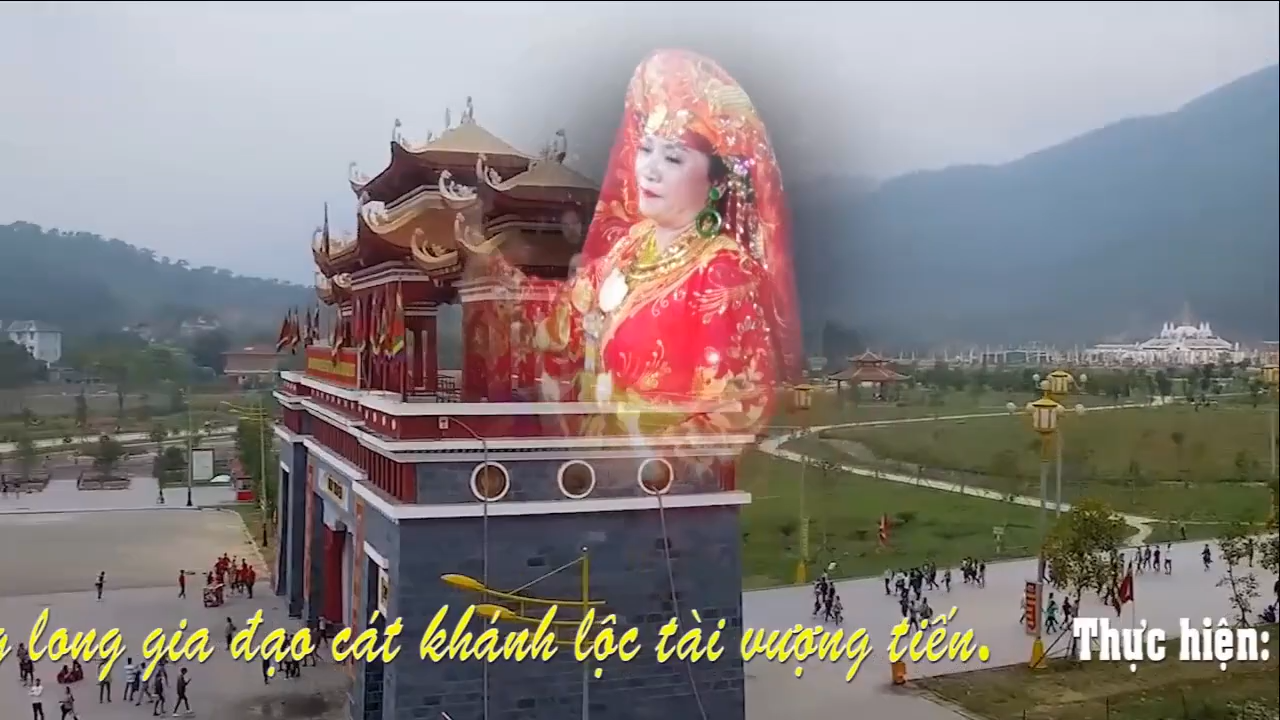 long gia đạo cát khánh lộc tài vượng tiến. Thực hiện: